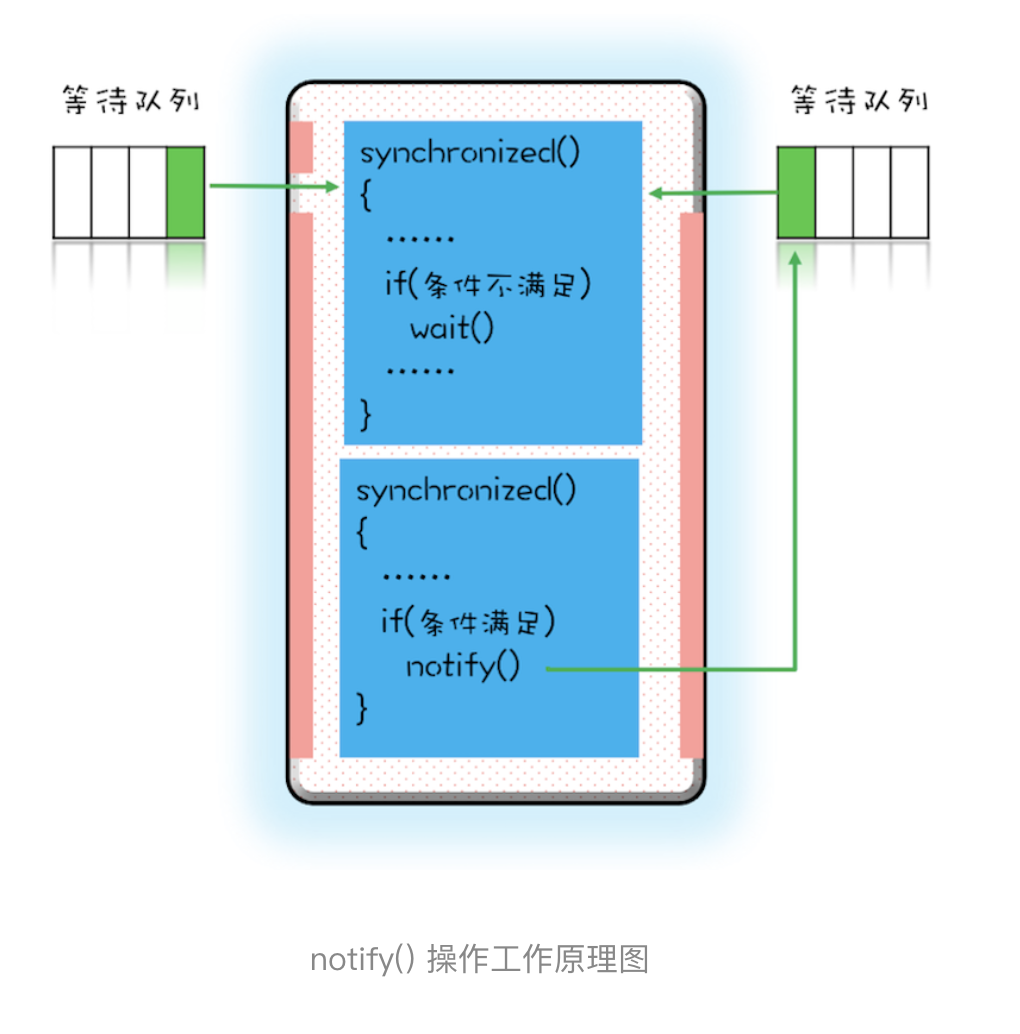 等待队列
等待队列
synchronized()
{
......
if(条件不满足)
wait()
......
}
synchronized()
{
......
if(条件满足)
notify()
}
notify() 操作工作原理图